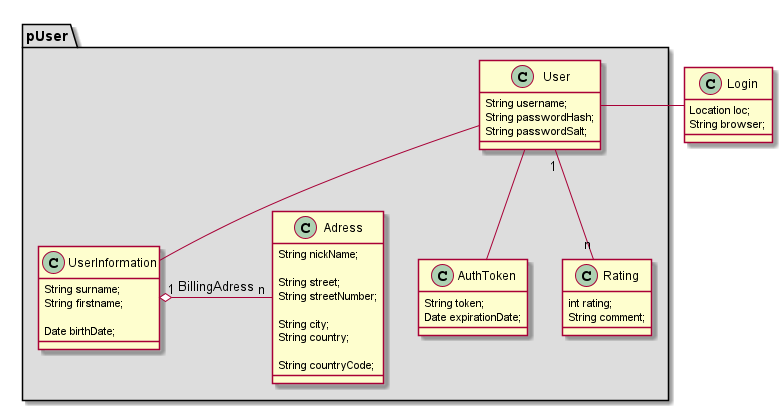 pUser
C User
String username;
String passwordHash;
String passwordSalt;
C Login
Location loc;
String browser;
1
n
C UserInformation
String surname;
String firstname;
Date birthDate;
1 BillingAdress n
C Adress
String nickName;
String street;
String streetNumber;
String city;
String country;
String countryCode;
C AuthToken
String token;
Date expirationDate;
C Rating
int rating;
String comment;